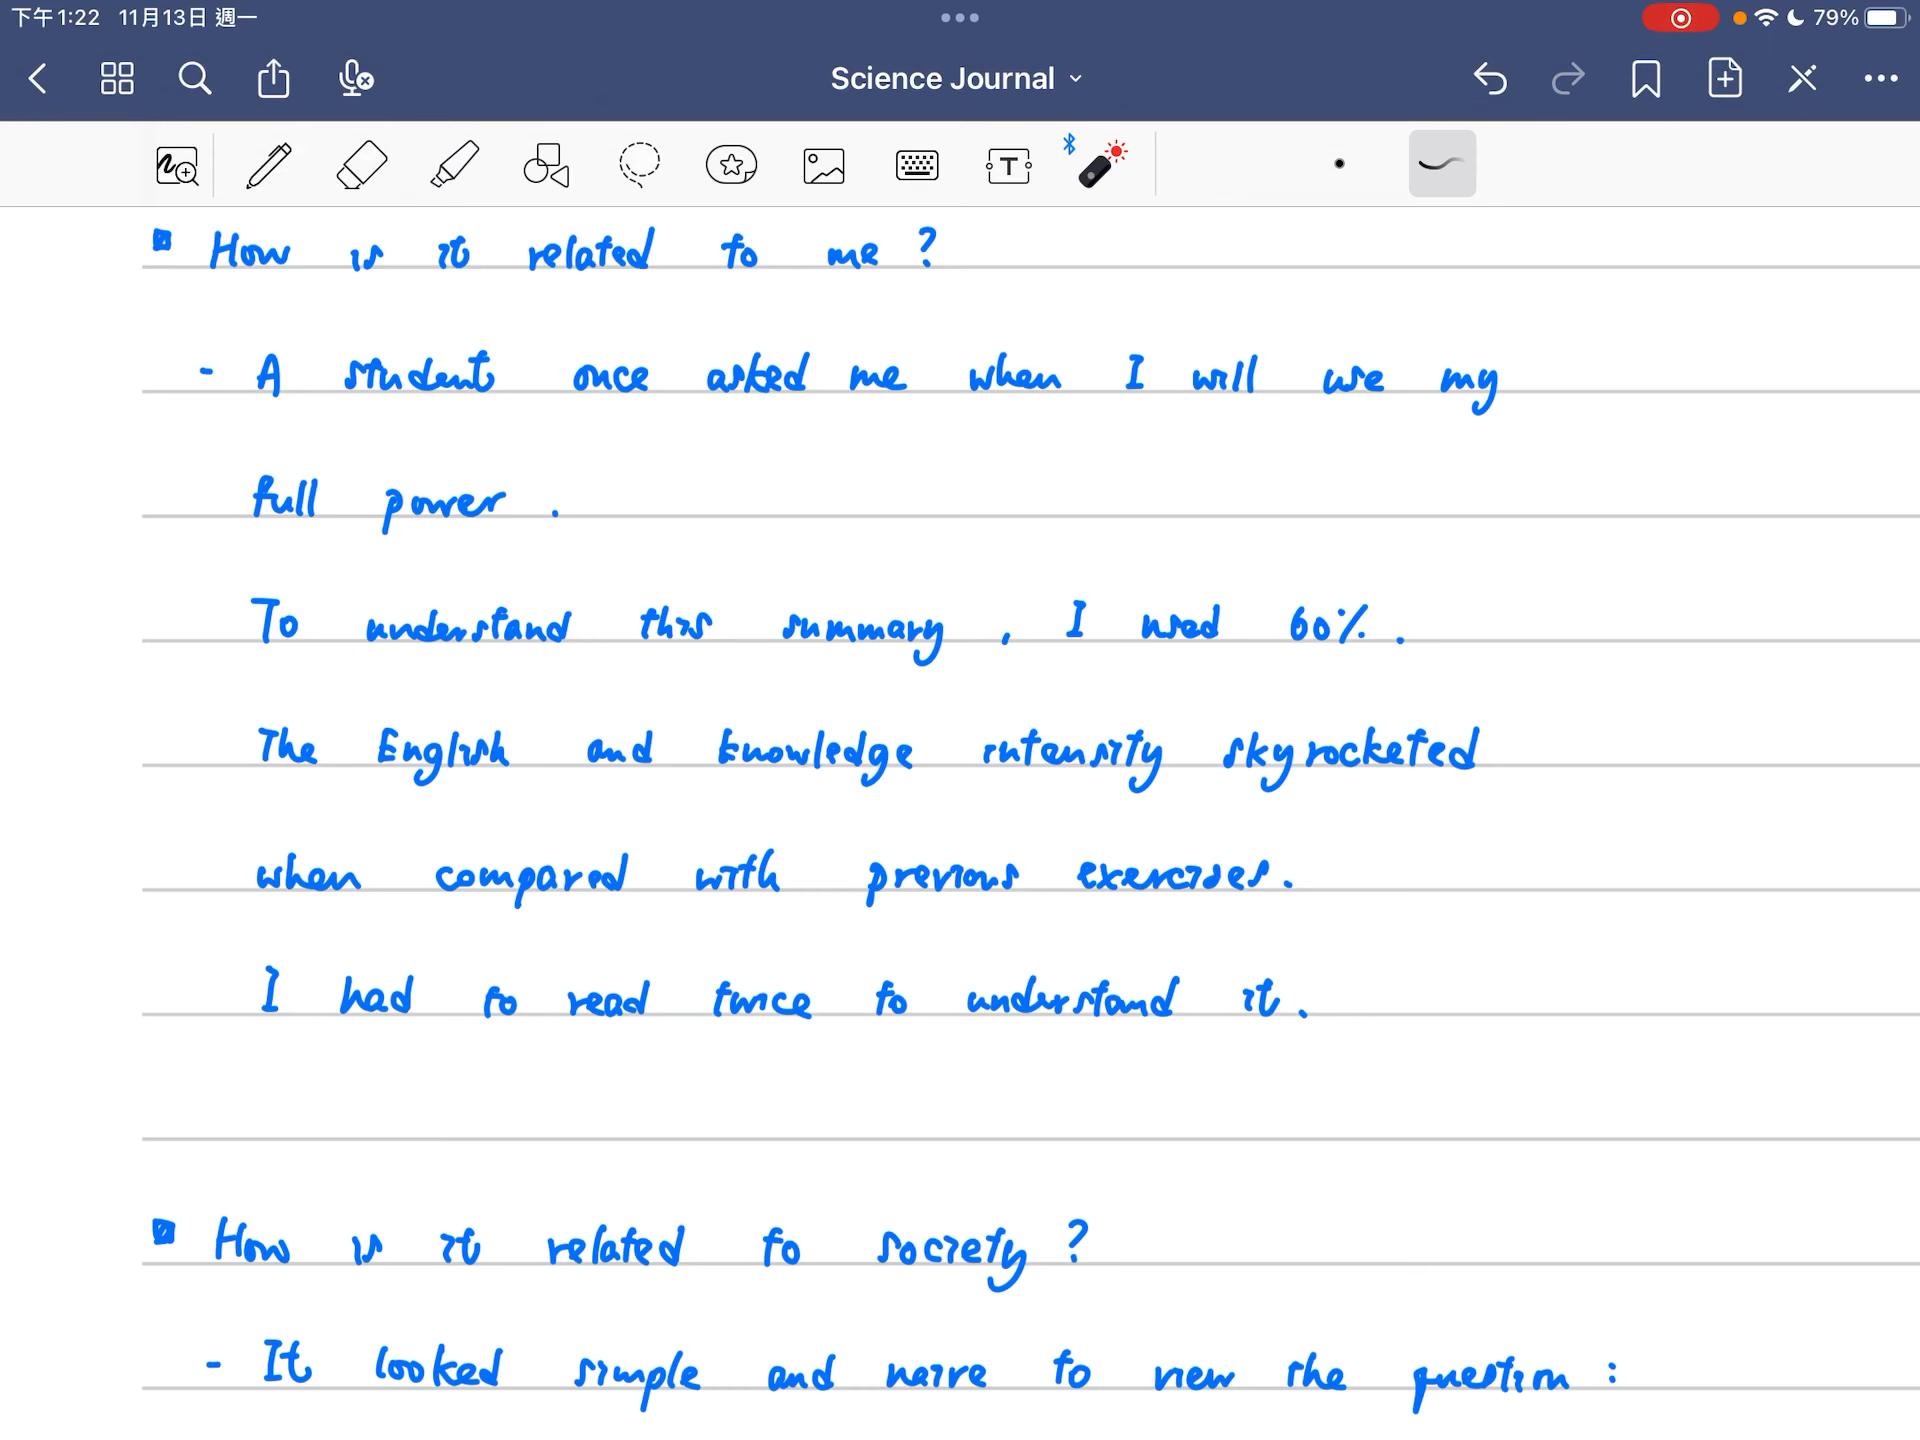 下午1:22 11月13日 週一 79%
Science Journal
T
How is it related to me ?
- A student once asked me when I will use my
full power .
To understand this summary , I used 60% .
The English and knowledge intensity skyrocketed
when compared with previous exercises .
I had to read twice to understand it .
How is it related to society ?
- It looked simple and naive to view the question :